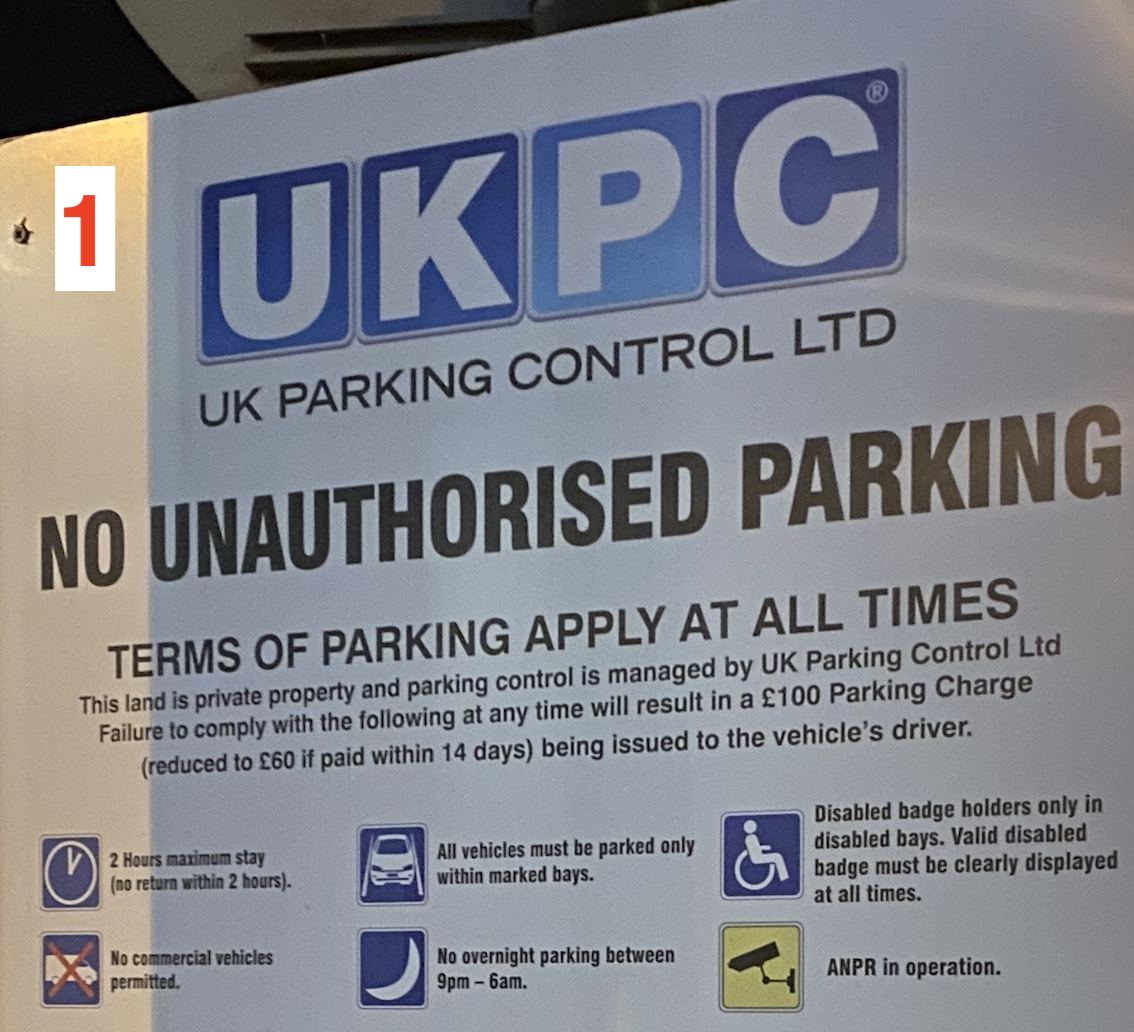 1
UKPC®
UK PARKING CONTROL LTD
NO UNAUTHORISED PARKING
TERMS OF PARKING APPLY AT ALL TIMES
This land is private property and parking control is managed by UK Parking Control Ltd
Failure to comply with the following at any time will result in a £100 Parking Charge
(reduced to £60 if paid within 14 days) being issued to the vehicle's driver.
2 Hours maximum stay
(no return within 2 hours).
All vehicles must be parked only
within marked bays.
Disabled badge holders only in
disabled bays. Valid disabled
badge must be clearly displayed
at all times.
No commercial vehicles
permitted.
No overnight parking between
9pm – 6am.
ANPR in operation.